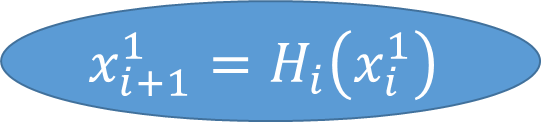 $x_{i+1}^{1} = H_i(x_i^{1})$